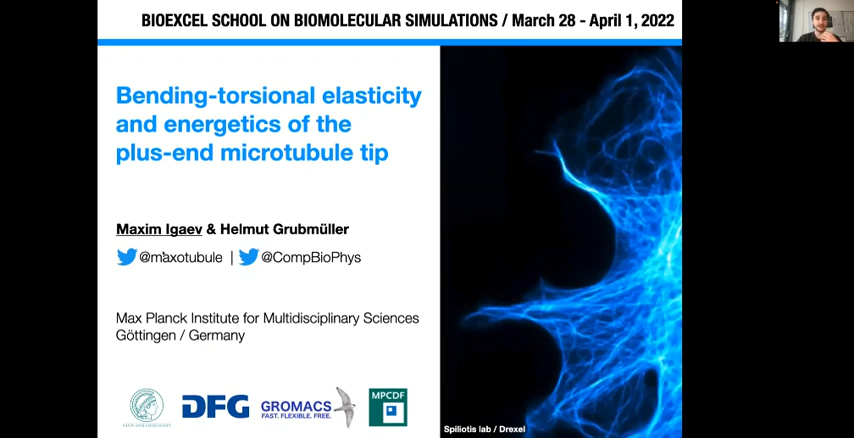 BIOEXCEL SCHOOL ON BIOMOLECULAR SIMULATIONS / March 28 - April 1, 2022
Bending-torsional elasticity
and energetics of the
plus-end microtubule tip
Maxim Igaev & Helmut Grubmüller
@maxotubule | @CompBioPhys
Max Planck Institute for Multidisciplinary Sciences
Göttingen / Germany
DFG
GROMACS
FAST. FLEXIBLE. FREE.
MPCDF
Spiliotis lab / Drexel